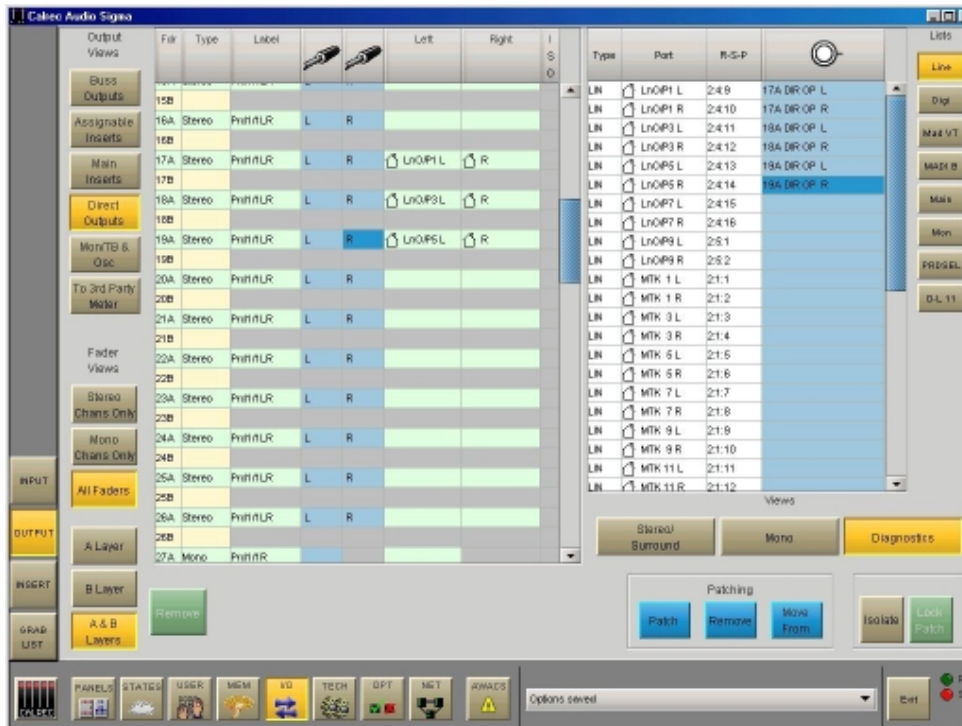 Calrec Audio Sigma
Output Views
Buss Outputs
Assignable Inserts
Main Inserts
Direct Outputs
Mon/TB & Osc
To 3rd Party Meter
Fader Views
Stereo Chans Only
Mono Chans Only
All Faders
A Layer
B Layer
A & B Layers
INPUT
OUTPUT
INSERT
GRAB LIST
Fdr Type Label Left Right ISO
15B
16A Stereo L R
16B
17A Stereo L R LnO/P1 L R
17B
18A Stereo L R LnO/P3 L R
18B
19A Stereo L R LnO/P5 L R
19B
20A Stereo L R
20B
21A Stereo L R
21B
22A Stereo L R
22B
23A Stereo L R
23B
24A Stereo L R
24B
25A Stereo L R
25B
26A Stereo L R
26B
27A Mono
Remove
Type Port R-S-P
LIN LnO/P1 L 2:4:9 17A DIR OP L
LIN LnO/P1 R 2:4:10 17A DIR OP R
LIN LnO/P3 L 2:4:11 18A DIR OP L
LIN LnO/P3 R 2:4:12 18A DIR OP R
LIN LnO/P5 L 2:4:13 19A DIR OP L
LIN LnO/P5 R 2:4:14 19A DIR OP R
LIN LnO/P7 L 2:4:15
LIN LnO/P7 R 2:4:16
LIN LnO/P9 L 2:5:1
LIN LnO/P9 R 2:5:2
LIN MTK 1 L 2:1:1
LIN MTK 1 R 2:1:2
LIN MTK 3 L 2:1:3
LIN MTK 3 R 2:1:4
LIN MTK 5 L 2:1:5
LIN MTK 5 R 2:1:6
LIN MTK 7 L 2:1:7
LIN MTK 7 R 2:1:8
LIN MTK 9 L 2:1:9
LIN MTK 9 R 2:1:10
LIN MTK 11 L 2:1:11
LIN MTK 11 R 2:1:12
Views
Stereo/ Surround
Mono
Diagnostics
Patching
Patch
Remove
Move From
Isolate
Lock Patch
Lists
Line
Digi
Mad VT
MADI B
Main
Mon
PRDSEL
O-L 11
CALREC
PANELS
STATES
USER
MEM
I/O
TECH
OPT
NET
AWACS
Options saved
Exit